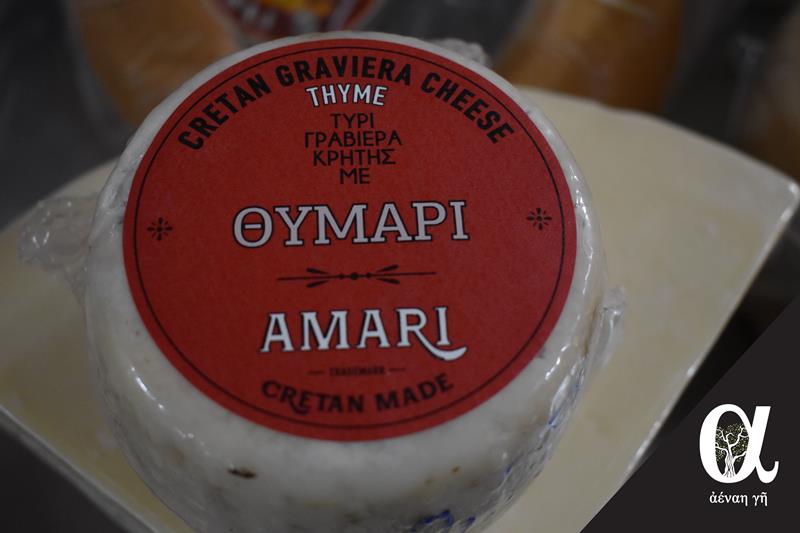 CRETAN GRAVIERA CHEESE
THYME
ΤΥΡΙ
ΓΡΑΒΙΕΡΑ
ΚΡΗΤΗΣ
ΜΕ
ΘΥΜΑΡΙ
AMARI
TRADEMARK
CRETAN MADE
α
ἀέναη γῆ